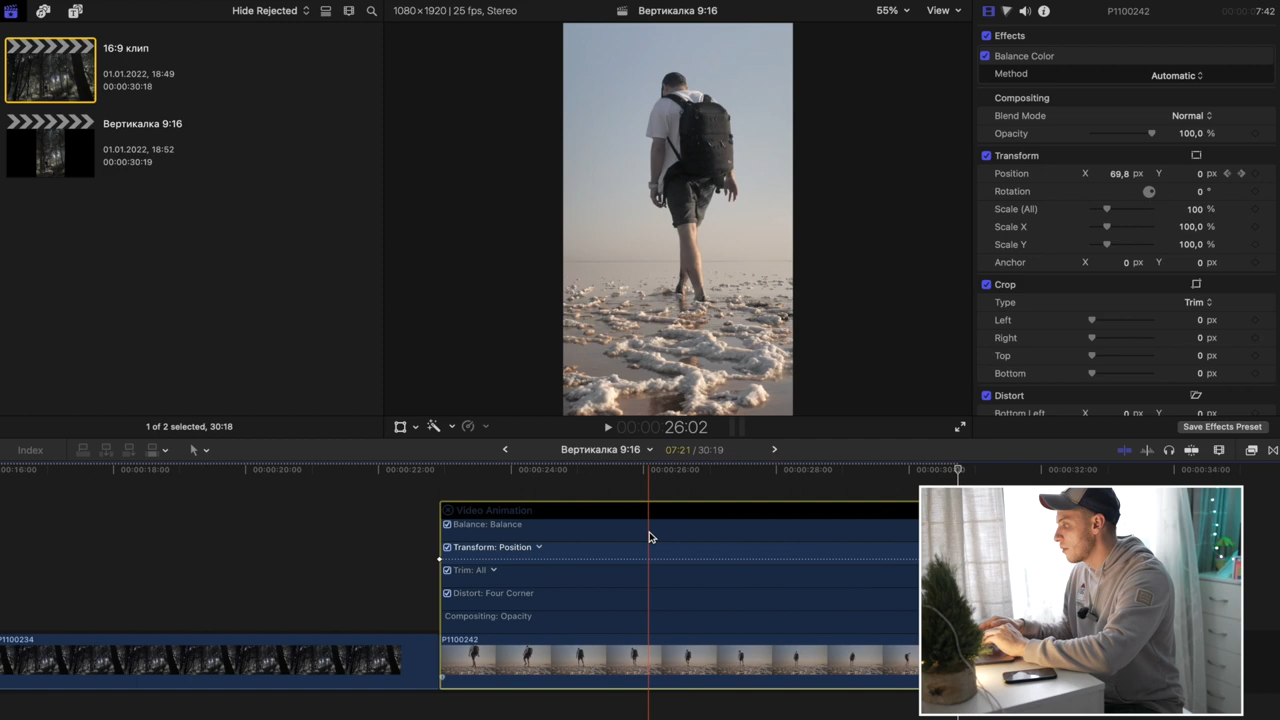 Hide Rejected
1080×1920 | 25 fps, Stereo
Вертикалка 9:16
55%
View
P1100242
00:00:07:42
16:9 клип
01.01.2022, 18:49
00:00:30:18
Вертикалка 9:16
01.01.2022, 18:52
00:00:30:19
Effects
Balance Color
Method
Automatic
Compositing
Blend Mode
Normal
Opacity
100,0 %
Transform
Position X 69,8 px Y 0 px
Rotation 0 °
Scale (All) 100 %
Scale X 100,0 %
Scale Y 100,0 %
Anchor X 0 px Y 0 px
Crop
Type Trim
Left 0 px
Right 0 px
Top 0 px
Bottom 0 px
Distort
Bottom Left 0 px 0 px
1 of 2 selected, 30:18
00:00:26:02
Save Effects Preset
Index
Вертикалка 9:16
07:21 / 30:19
00:16:00
00:00:18:00
00:00:20:00
00:00:22:00
00:00:24:00
00:00:26:00
00:00:28:00
00:00:30:00
00:00:32:00
00:00:34:00
Video Animation
Balance: Balance
Transform: Position
Trim: All
Distort: Four Corner
Compositing: Opacity
P1100234
P1100242